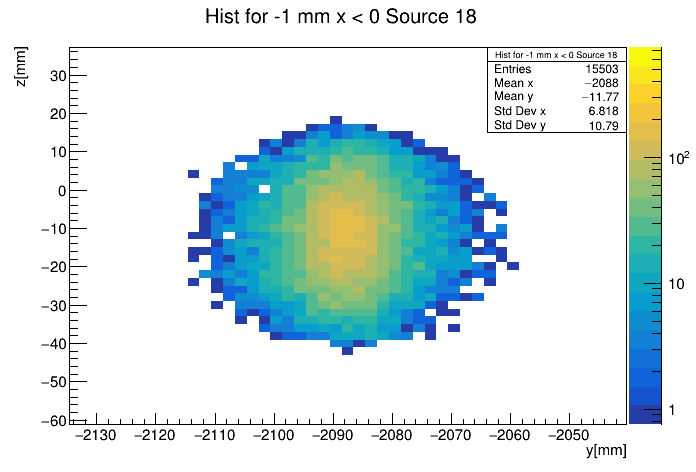 Hist for -1 mm x < 0 Source 18
z[mm]
Hist for -1 mm x < 0 Source 18
Entries 15503
Mean x −2088
Mean y −11.77
Std Dev x 6.818
Std Dev y 10.79
30
20
10
0
−10
−20
−30
−40
−50
−60
10²
10
1
−2130 −2120 −2110 −2100 −2090 −2080 −2070 −2060 −2050
y[mm]